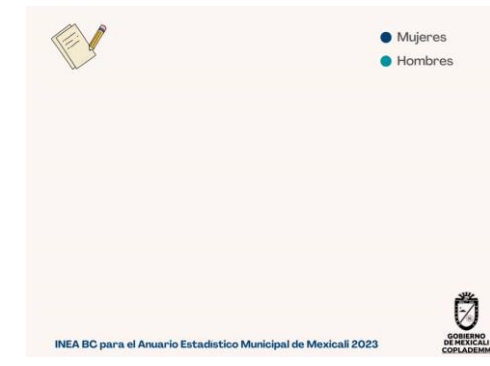 Mujeres
Hombres
INEA BC para el Anuario Estadístico Municipal de Mexicali 2023
GOBIERNO
DE MEXICALI
COPLADEMM